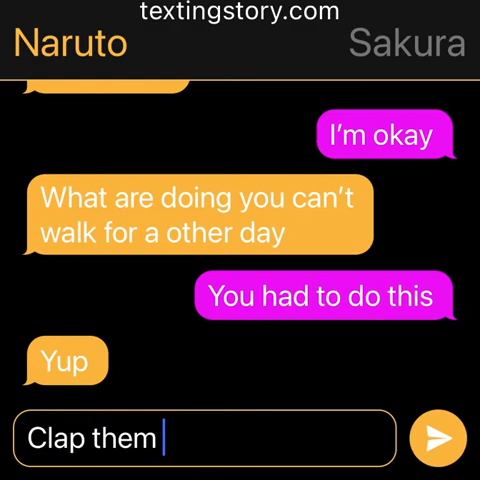 textingstory.com
Naruto
Sakura
I’m okay
What are doing you can’t
walk for a other day
You had to do this
Yup
Clap them